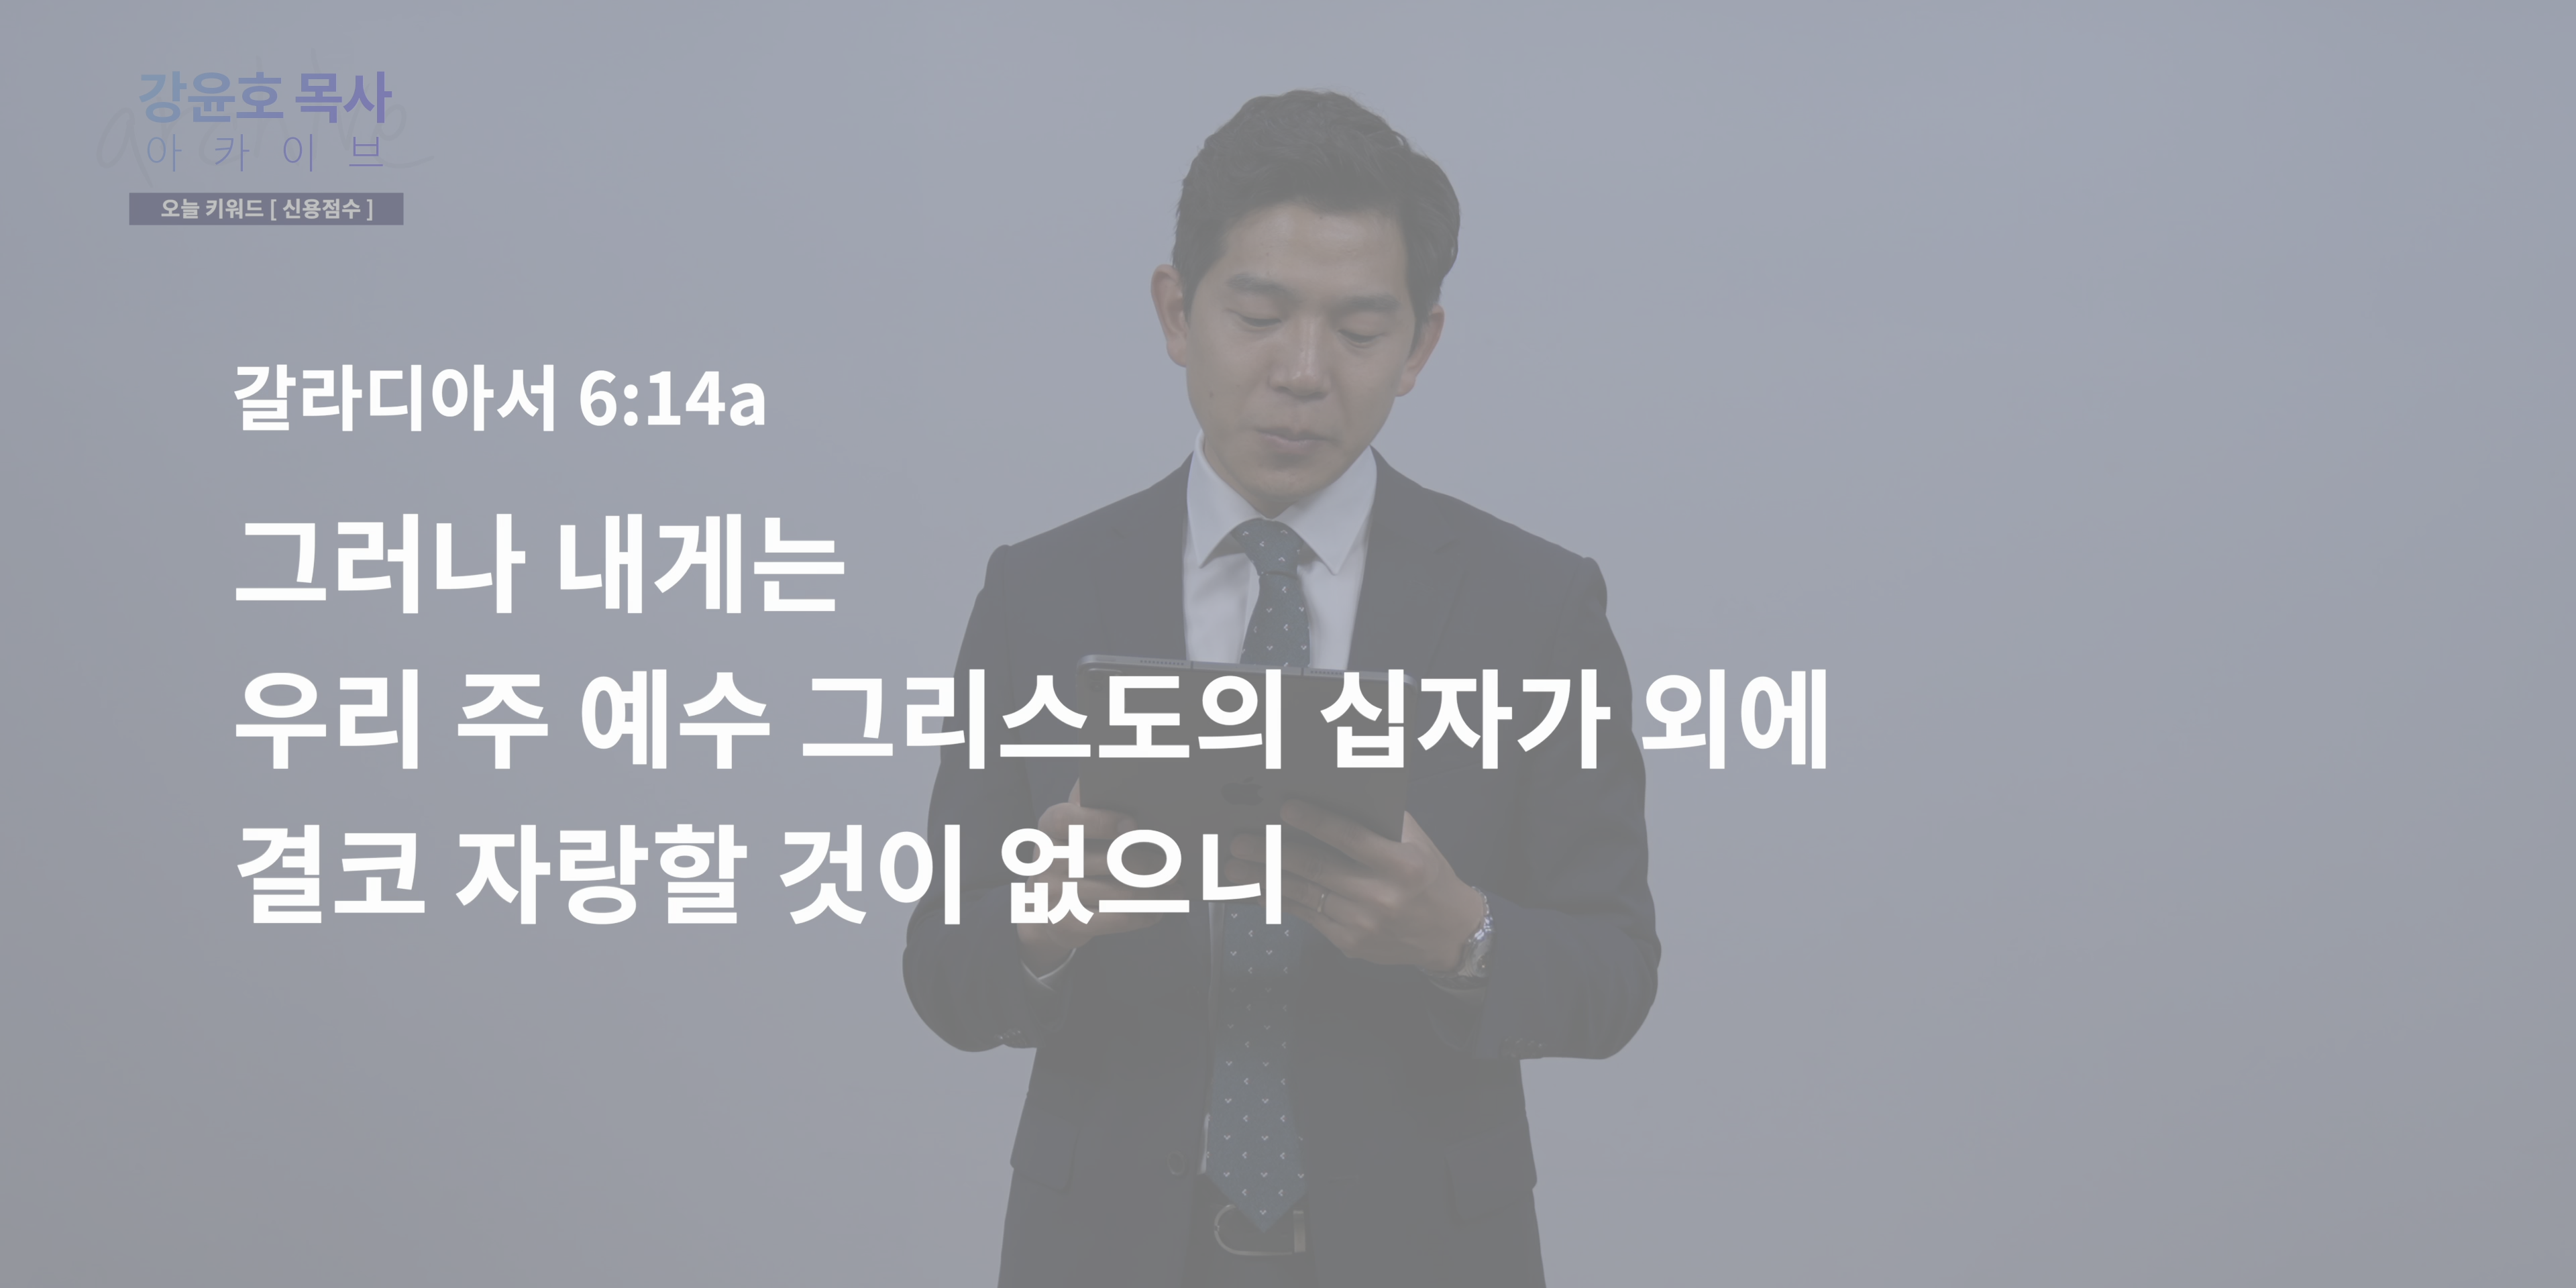 강윤호 목사
아카이브
오늘 키워드 [ 신용점수 ]
갈라디아서 6:14a
그러나 내게는
우리 주 예수 그리스도의 십자가 외에
결코 자랑할 것이 없으니